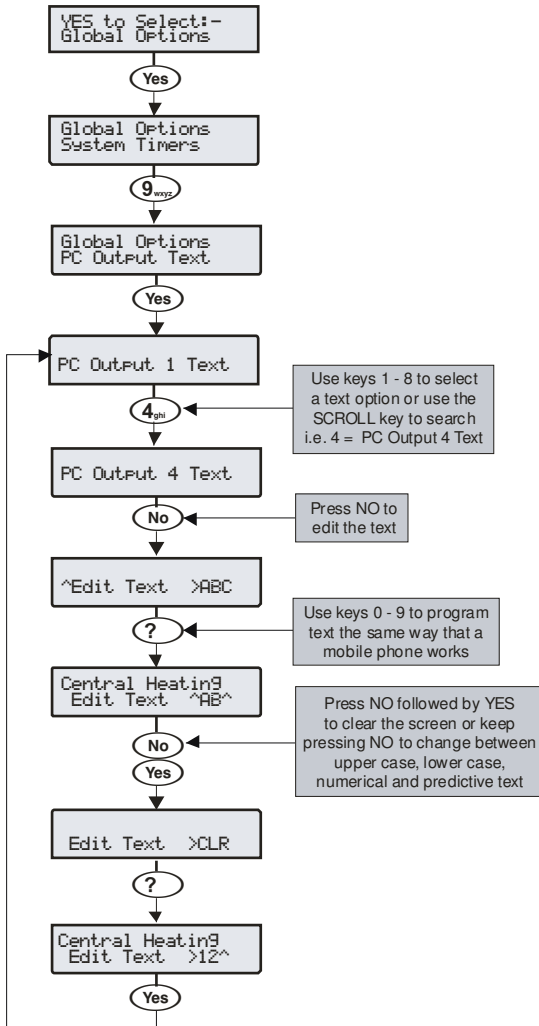 YES to Select:-
Global Options
Yes
Global Options
System Timers
9wxyz
Global Options
PC Output Text
Yes
PC Output 1 Text
Use keys 1 - 8 to select
a text option or use the
SCROLL key to search
i.e. 4 = PC Output 4 Text
4ghi
PC Output 4 Text
No
Press NO to
edit the text
^Edit Text >ABC
?
Use keys 0 - 9 to program
text the same way that a
mobile phone works
Central Heating
Edit Text ^AB^
No
Yes
Press NO followed by YES
to clear the screen or keep
pressing NO to change between
upper case, lower case,
numerical and predictive text
Edit Text >CLR
?
Central Heating
Edit Text >12^
Yes